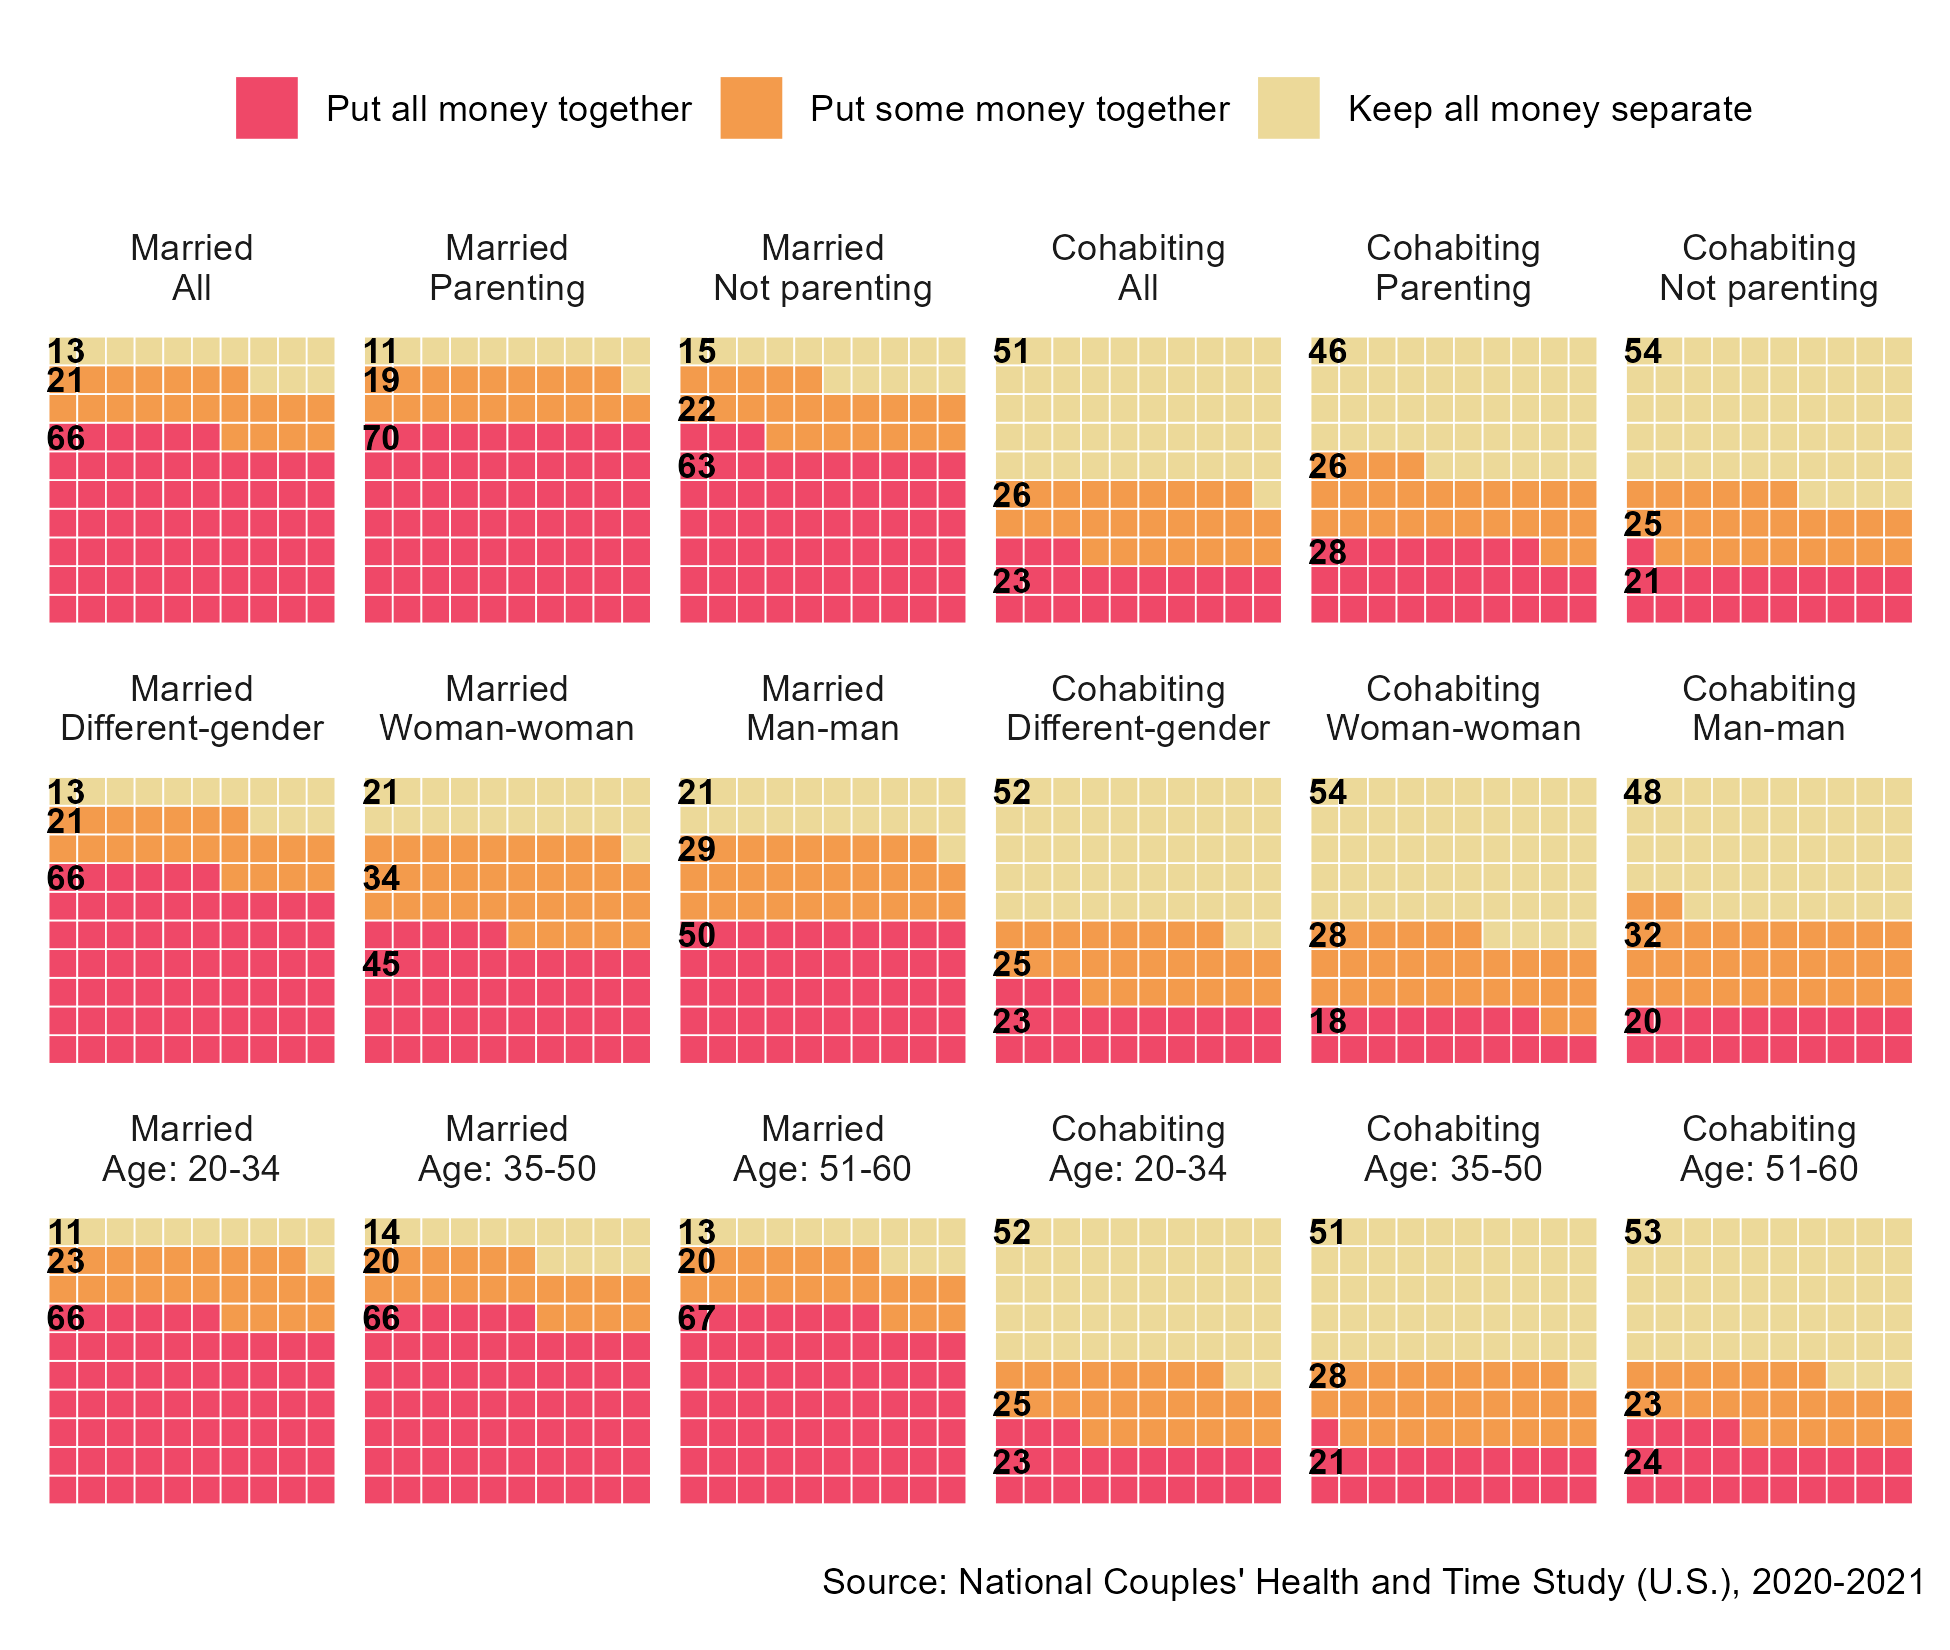 Put all money together Put some money together Keep all money separate
Married Married Married Cohabiting Cohabiting Cohabiting
All Parenting Not parenting All Parenting Not parenting
13 11 15 51 46 54
21 19
22
66 70
63 26
26 25
28
23 21
Married Married Married Cohabiting Cohabiting Cohabiting
Different-gender Woman-woman Man-man Different-gender Woman-woman Man-man
13 21 21 52 54 48
21
29
66 34
50 28 32
45 25
23 18 20
Married Married Married Cohabiting Cohabiting Cohabiting
Age: 20-34 Age: 35-50 Age: 51-60 Age: 20-34 Age: 35-50 Age: 51-60
11 14 13 52 51 53
23 20 20
66 66 67
28
25 23
23 21 24
Source: National Couples' Health and Time Study (U.S.), 2020-2021